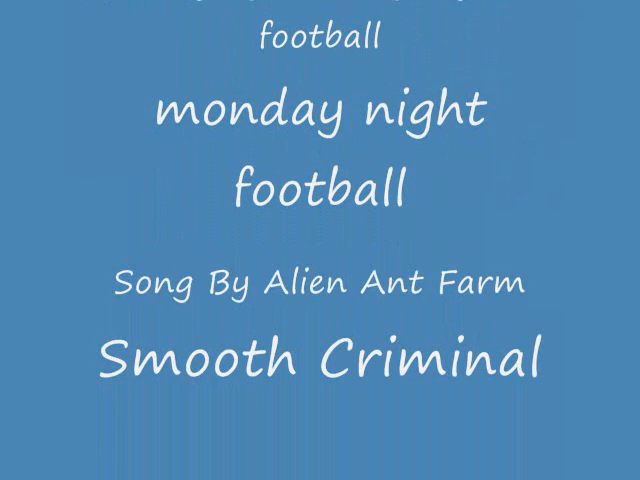 football
monday night
football
Song By Alien Ant Farm
Smooth Criminal